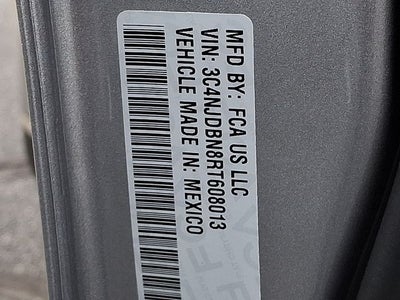 MFD BY: FCA US LLC
VIN: 3C4NJDBN8RT608013
VEHICLE MADE IN: MEXICO